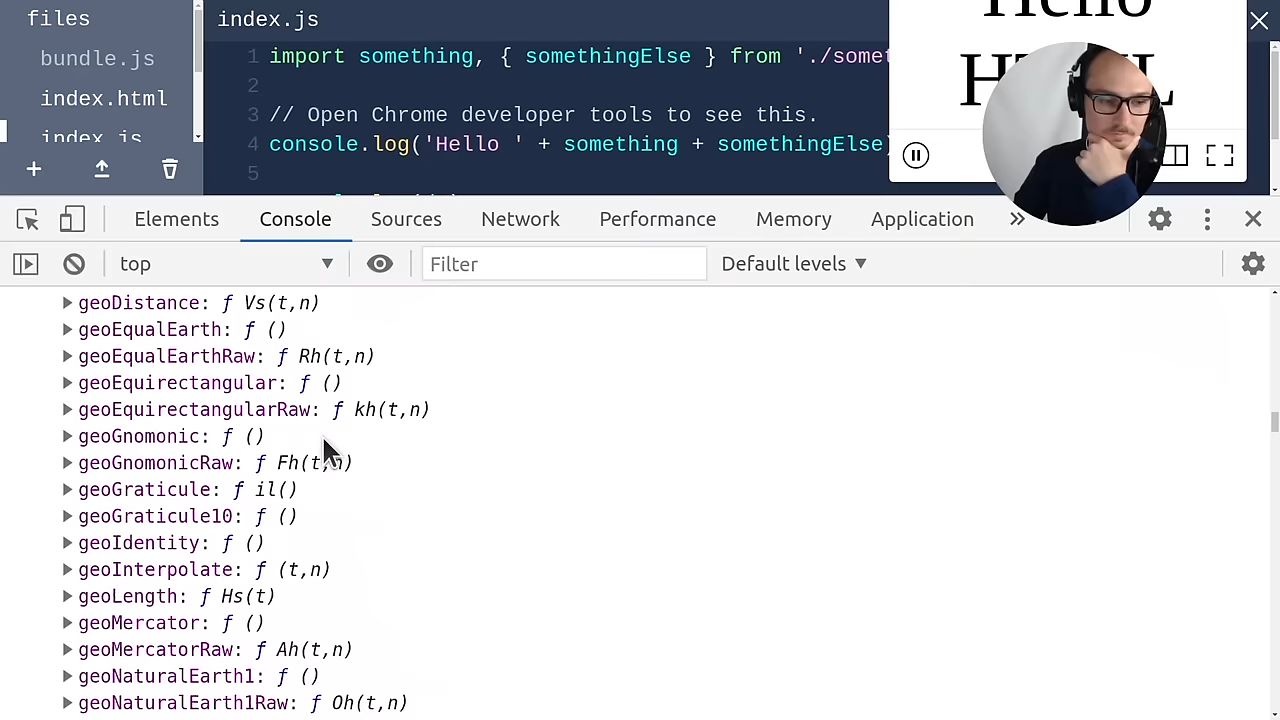 files
bundle.js
index.html
index.js
index.js
1 import something, { somethingElse } from './somet
2
3 // Open Chrome developer tools to see this.
4 console.log('Hello ' + something + somethingElse)
5
Hello
HTML
Elements Console Sources Network Performance Memory Application
top Filter Default levels
geoDistance: ƒ Vs(t,n)
geoEqualEarth: ƒ ()
geoEqualEarthRaw: ƒ Rh(t,n)
geoEquirectangular: ƒ ()
geoEquirectangularRaw: ƒ kh(t,n)
geoGnomonic: ƒ ()
geoGnomonicRaw: ƒ Fh(t,n)
geoGraticule: ƒ il()
geoGraticule10: ƒ ()
geoIdentity: ƒ ()
geoInterpolate: ƒ (t,n)
geoLength: ƒ Hs(t)
geoMercator: ƒ ()
geoMercatorRaw: ƒ Ah(t,n)
geoNaturalEarth1: ƒ ()
geoNaturalEarth1Raw: ƒ Oh(t,n)